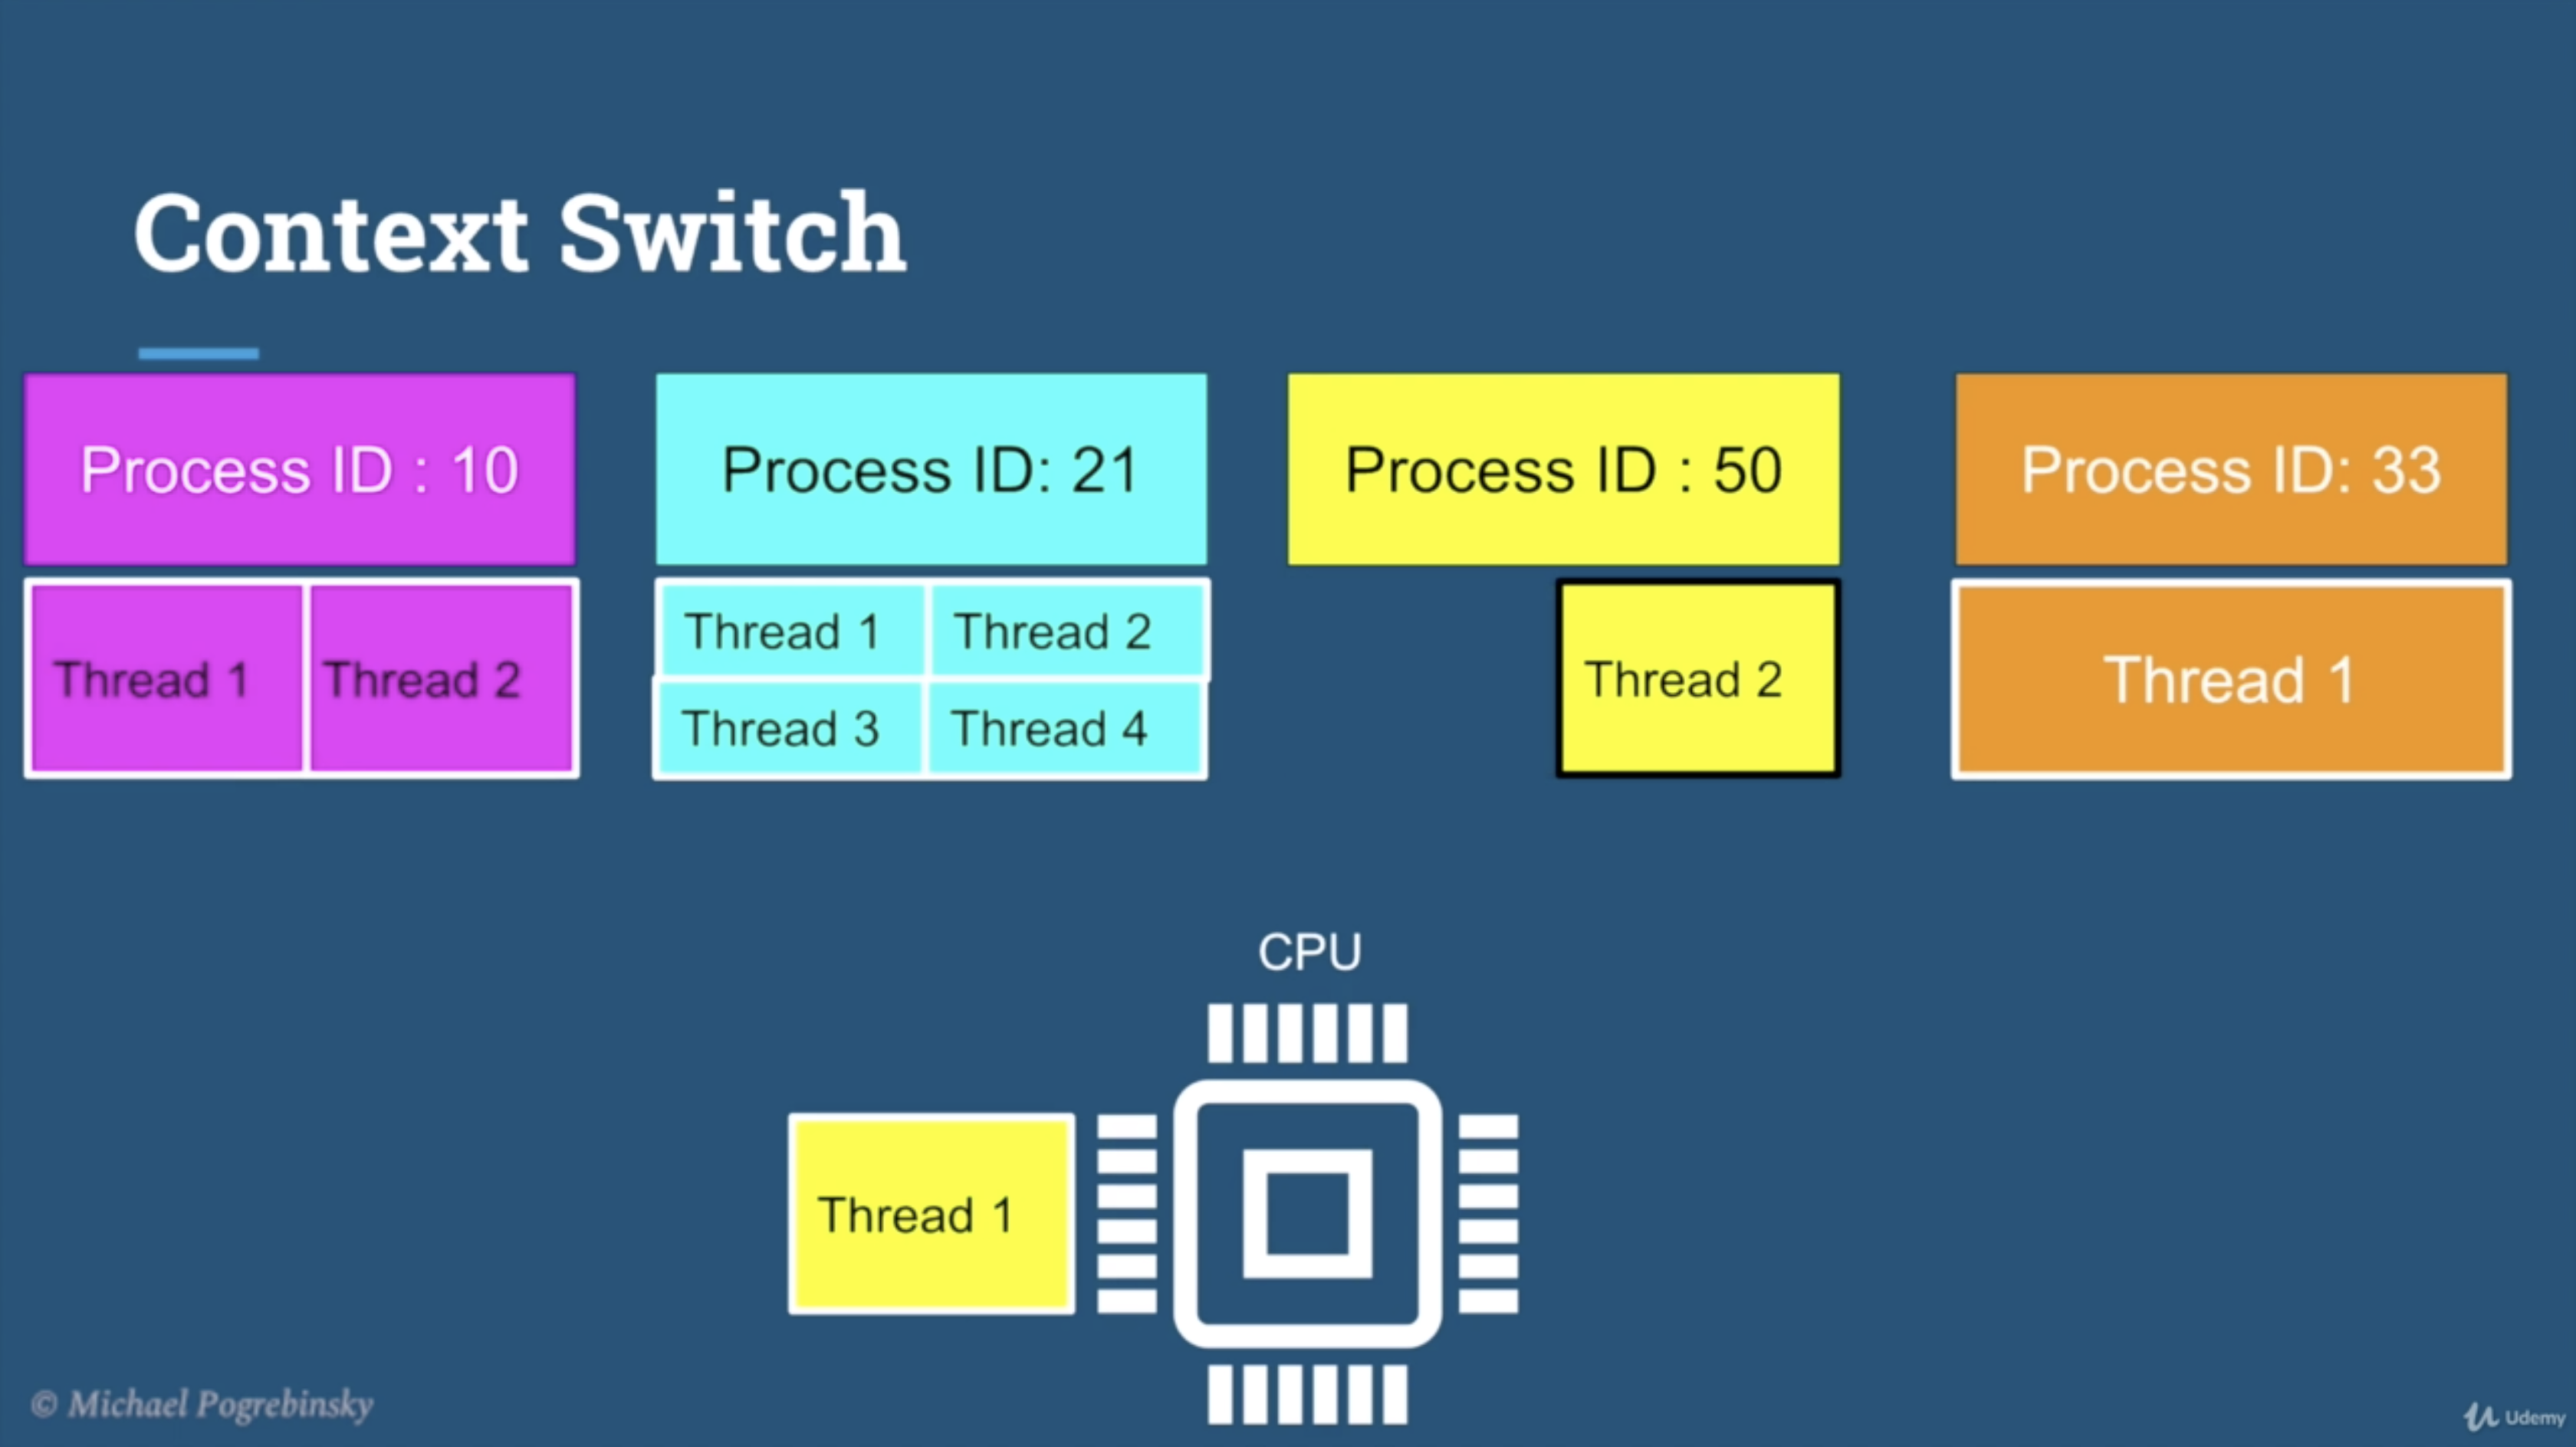 Context Switch
Process ID : 10
Process ID: 21
Process ID : 50
Process ID: 33
Thread 1
Thread 2
Thread 1
Thread 2
Thread 3
Thread 4
Thread 2
Thread 1
CPU
Thread 1
© Michael Pogrebinsky
Udemy